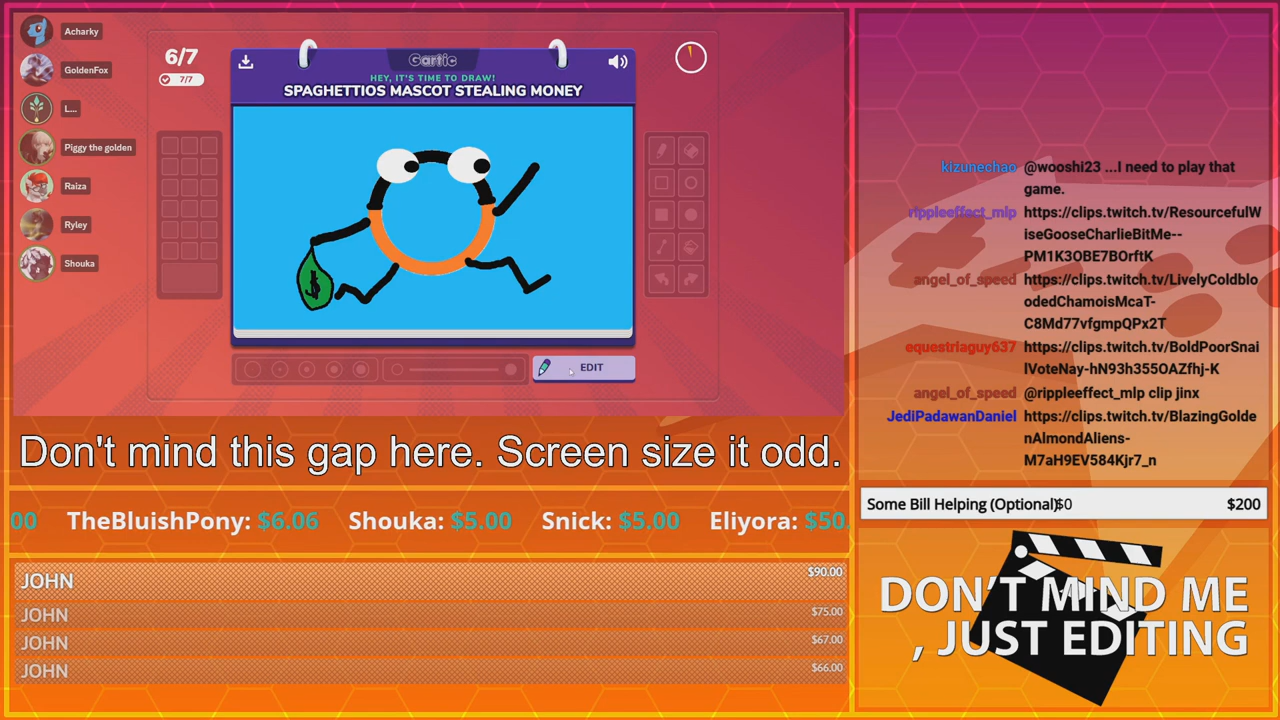 Acharky
GoldenFox
L...
Piggy the golden
Raiza
Ryley
Shouka
6/7
7/7
Gartic
HEY, IT'S TIME TO DRAW!
SPAGHETTIOS MASCOT STEALING MONEY
$
EDIT
Don't mind this gap here. Screen size it odd.
00 TheBluishPony: $6.06 Shouka: $5.00 Snick: $5.00 Eliyora: $50.
JOHN $90.00
JOHN $75.00
JOHN $67.00
JOHN $66.00
kizunechao @wooshi23 ...I need to play that
game.
rippleeffect_mlp https://clips.twitch.tv/ResourcefulW
iseGooseCharlieBitMe--
PM1K3OBE7BOrftK
angel_of_speed https://clips.twitch.tv/LivelyColdblo
odedChamoisMcaT-
C8Md77vfgmpQPx2T
equestriaguy637 https://clips.twitch.tv/BoldPoorSnai
lVoteNay-hN93h355OAZfhj-K
angel_of_speed @rippleeffect_mlp clip jinx
JediPadawanDaniel https://clips.twitch.tv/BlazingGolde
nAlmondAliens-
M7aH9EV584Kjr7_n
Some Bill Helping (Optional) $0 $200
DON'T MIND ME
, JUST EDITING